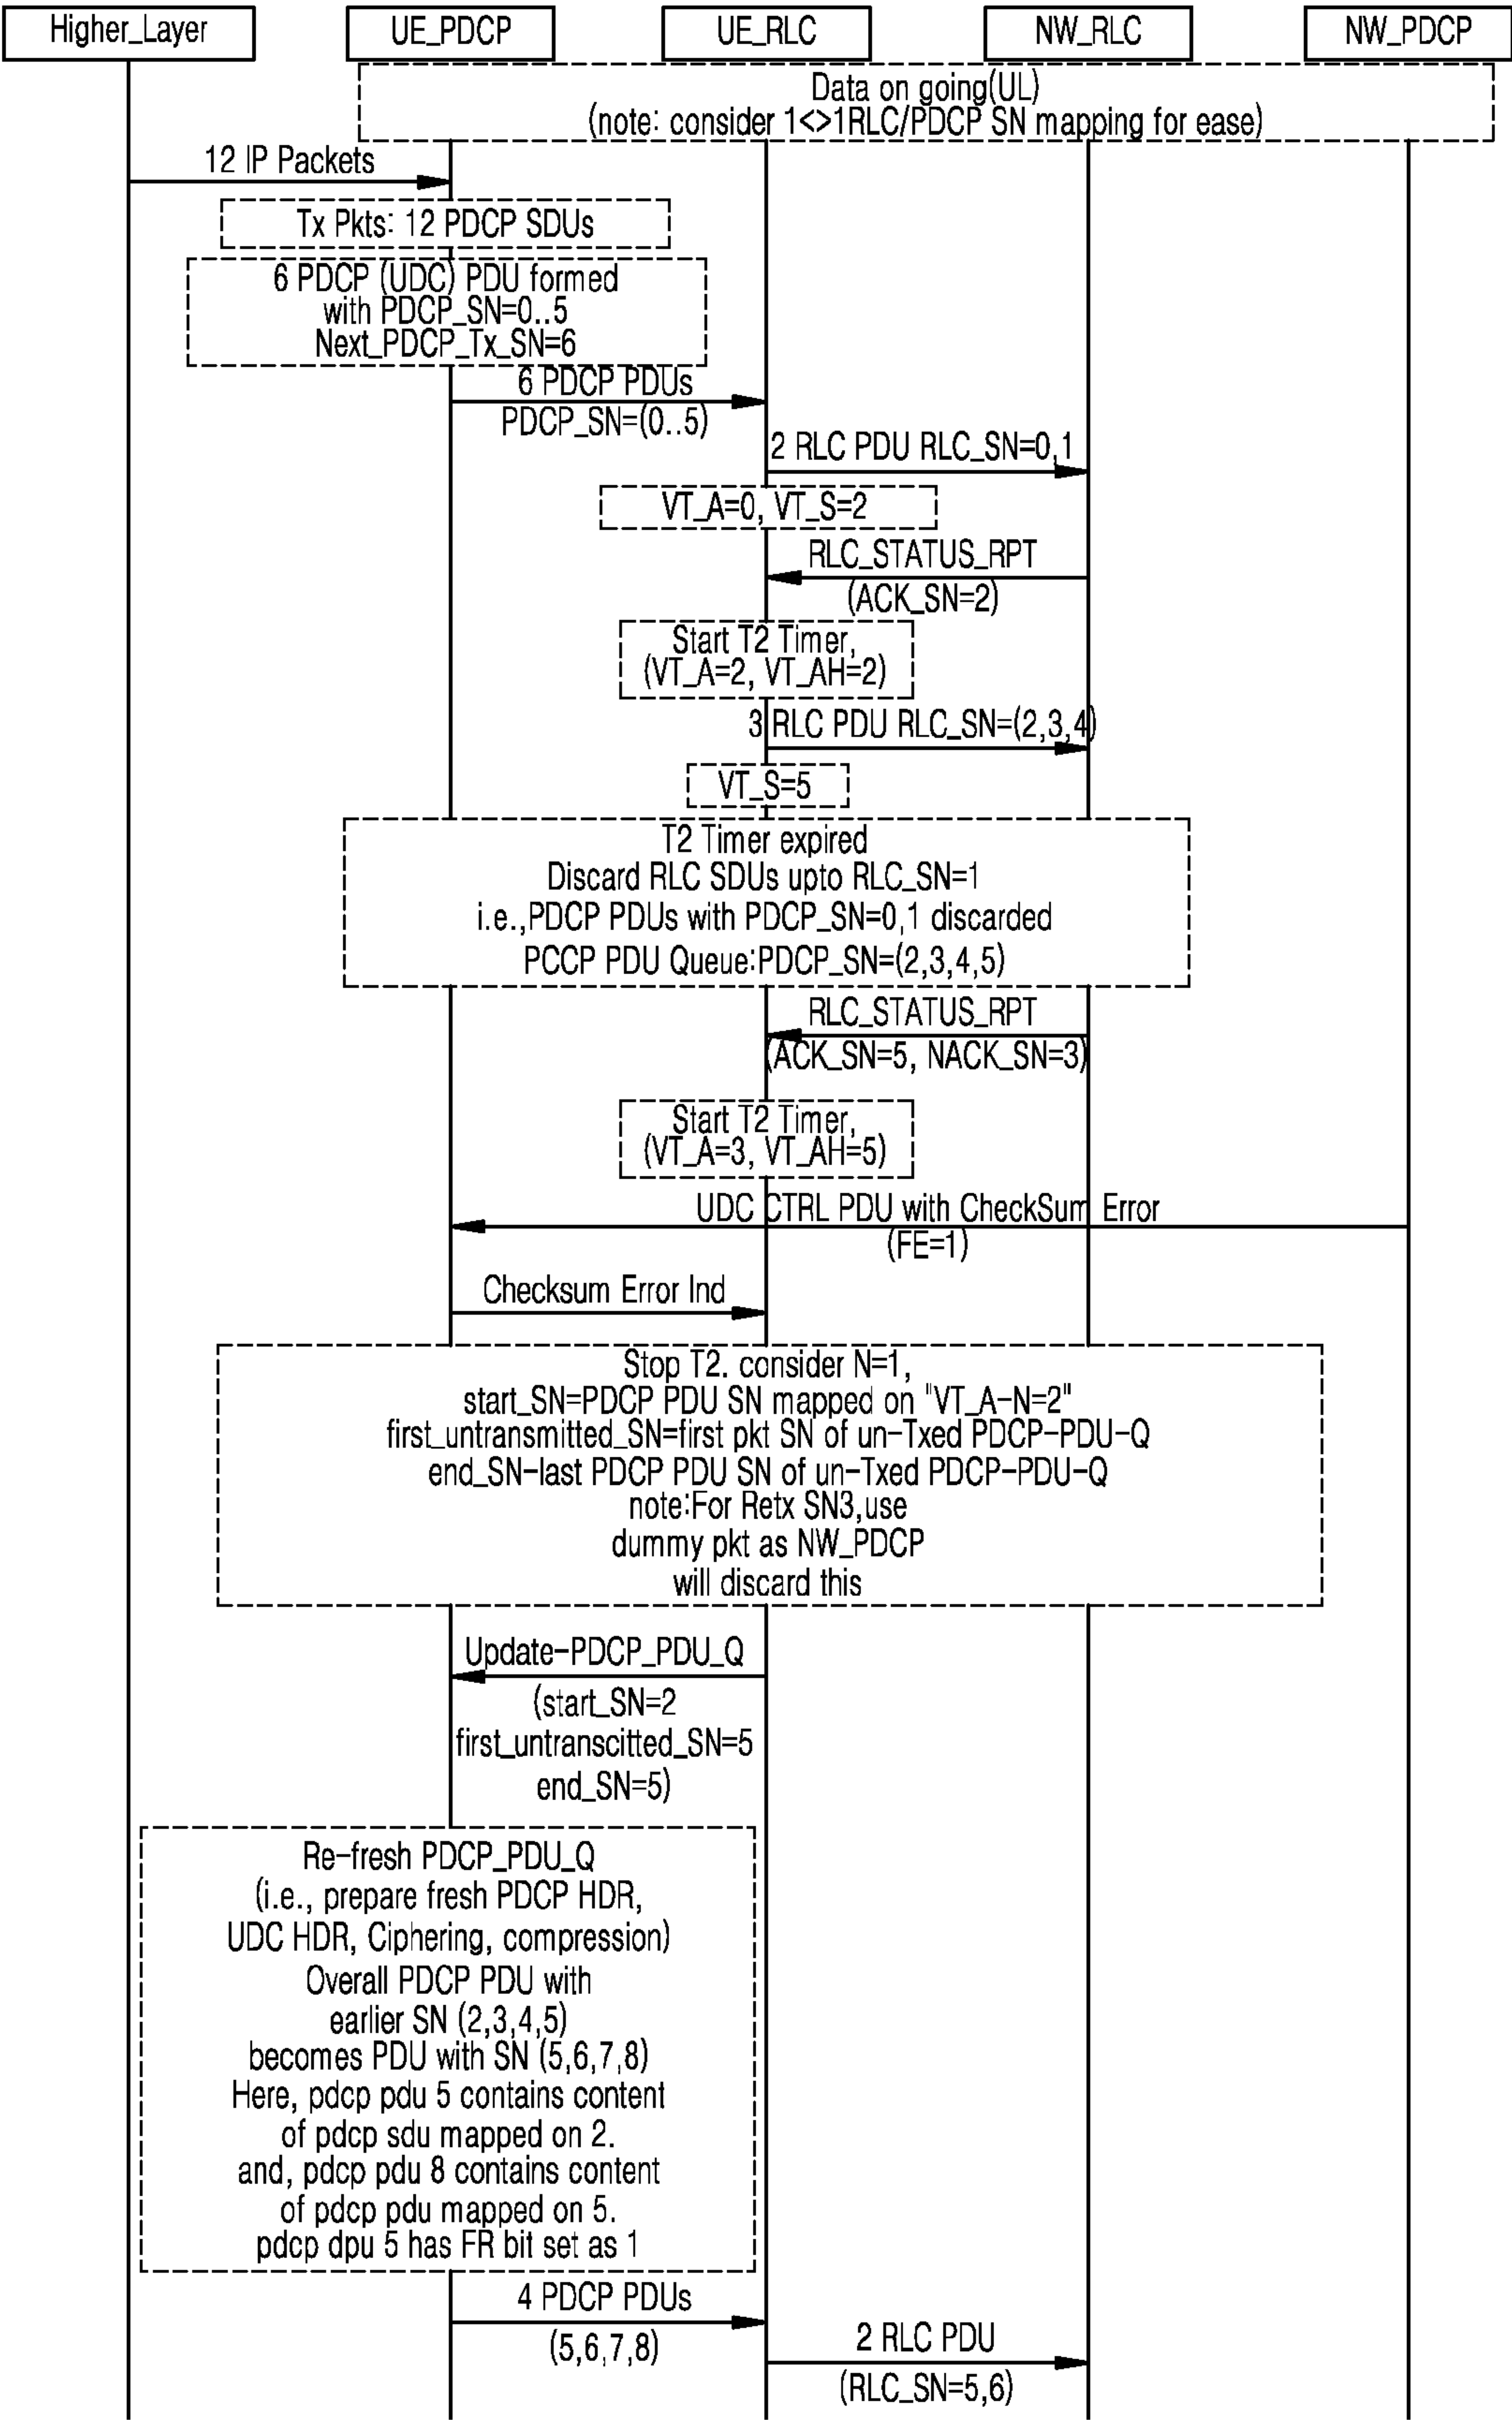 Higher_Layer
UE_PDCP
UE_RLC
NW_RLC
NW_PDCP
Data on going(UL)
(note: consider 1<>1RLC/PDCP SN mapping for ease)
12 IP Packets
Tx Pkts: 12 PDCP SDUs
6 PDCP (UDC) PDU formed
with PDCP_SN=0..5
Next_PDCP_Tx_SN=6
6 PDCP PDUs
PDCP_SN=(0..5)
2 RLC PDU RLC_SN=0,1
VT_A=0, VT_S=2
RLC_STATUS_RPT
(ACK_SN=2)
Start T2 Timer,
(VT_A=2, VT_AH=2)
3 RLC PDU RLC_SN=(2,3,4)
VT_S=5
T2 Timer expired
Discard RLC SDUs upto RLC_SN=1
i.e.,PDCP PDUs with PDCP_SN=0,1 discarded
PCCP PDU Queue:PDCP_SN=(2,3,4,5)
RLC_STATUS_RPT
(ACK_SN=5, NACK_SN=3)
Start T2 Timer,
(VT_A=3, VT_AH=5)
UDC CTRL PDU with CheckSum Error
(FE=1)
Checksum Error Ind
Stop T2. consider N=1,
start_SN=PDCP PDU SN mapped on "VT_A-N=2"
first_untransmitted_SN=first pkt SN of un-Txed PDCP-PDU-Q
end_SN-last PDCP PDU SN of un-Txed PDCP-PDU-Q
note:For Retx SN3,use
dummy pkt as NW_PDCP
will discard this
Update-PDCP_PDU_Q
(start_SN=2
first_untranscitted_SN=5
end_SN=5)
Re-fresh PDCP_PDU_Q
(i.e., prepare fresh PDCP HDR,
UDC HDR, Ciphering, compression)
Overall PDCP PDU with
earlier SN (2,3,4,5)
becomes PDU with SN (5,6,7,8)
Here, pdcp pdu 5 contains content
of pdcp sdu mapped on 2.
and, pdcp pdu 8 contains content
of pdcp pdu mapped on 5.
pdcp dpu 5 has FR bit set as 1
4 PDCP PDUs
(5,6,7,8)
2 RLC PDU
(RLC_SN=5,6)